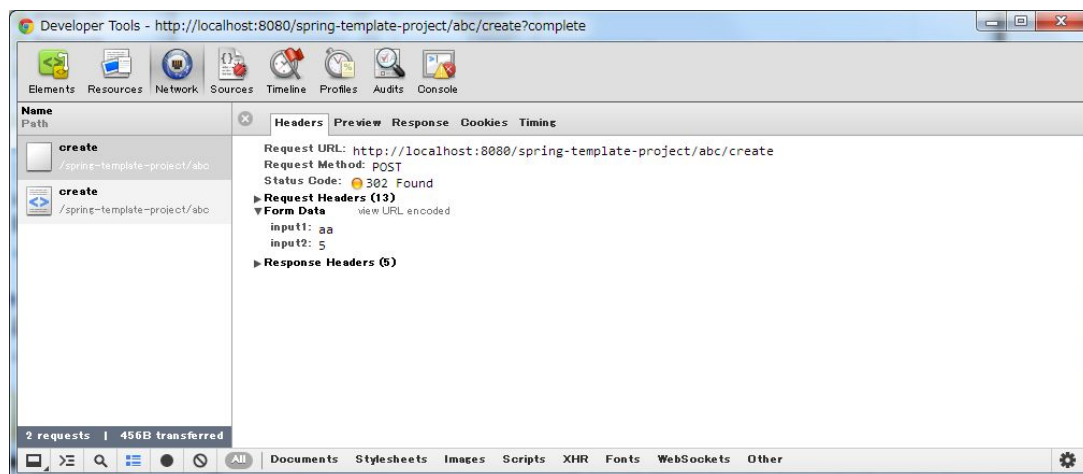 Developer Tools - http://localhost:8080/spring-template-project/abc/create?complete
Elements Resources Network Sources Timeline Profiles Audits Console
Name
Path
Headers Preview Response Cookies Timing
create
/spring-template-project/abc
create
/spring-template-project/abc
Request URL: http://localhost:8080/spring-template-project/abc/create
Request Method: POST
Status Code: 302 Found
Request Headers (13)
Form Data view URL encoded
input1: aa
input2: 5
Response Headers (5)
2 requests | 456B transferred
All Documents Stylesheets Images Scripts XHR Fonts WebSockets Other